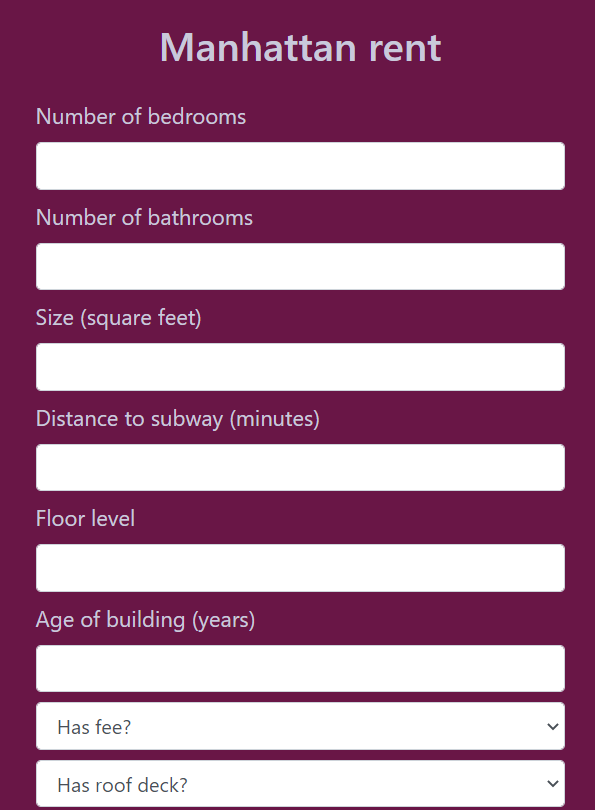 Manhattan rent
Number of bedrooms
Number of bathrooms
Size (square feet)
Distance to subway (minutes)
Floor level
Age of building (years)
Has fee?
Has roof deck?